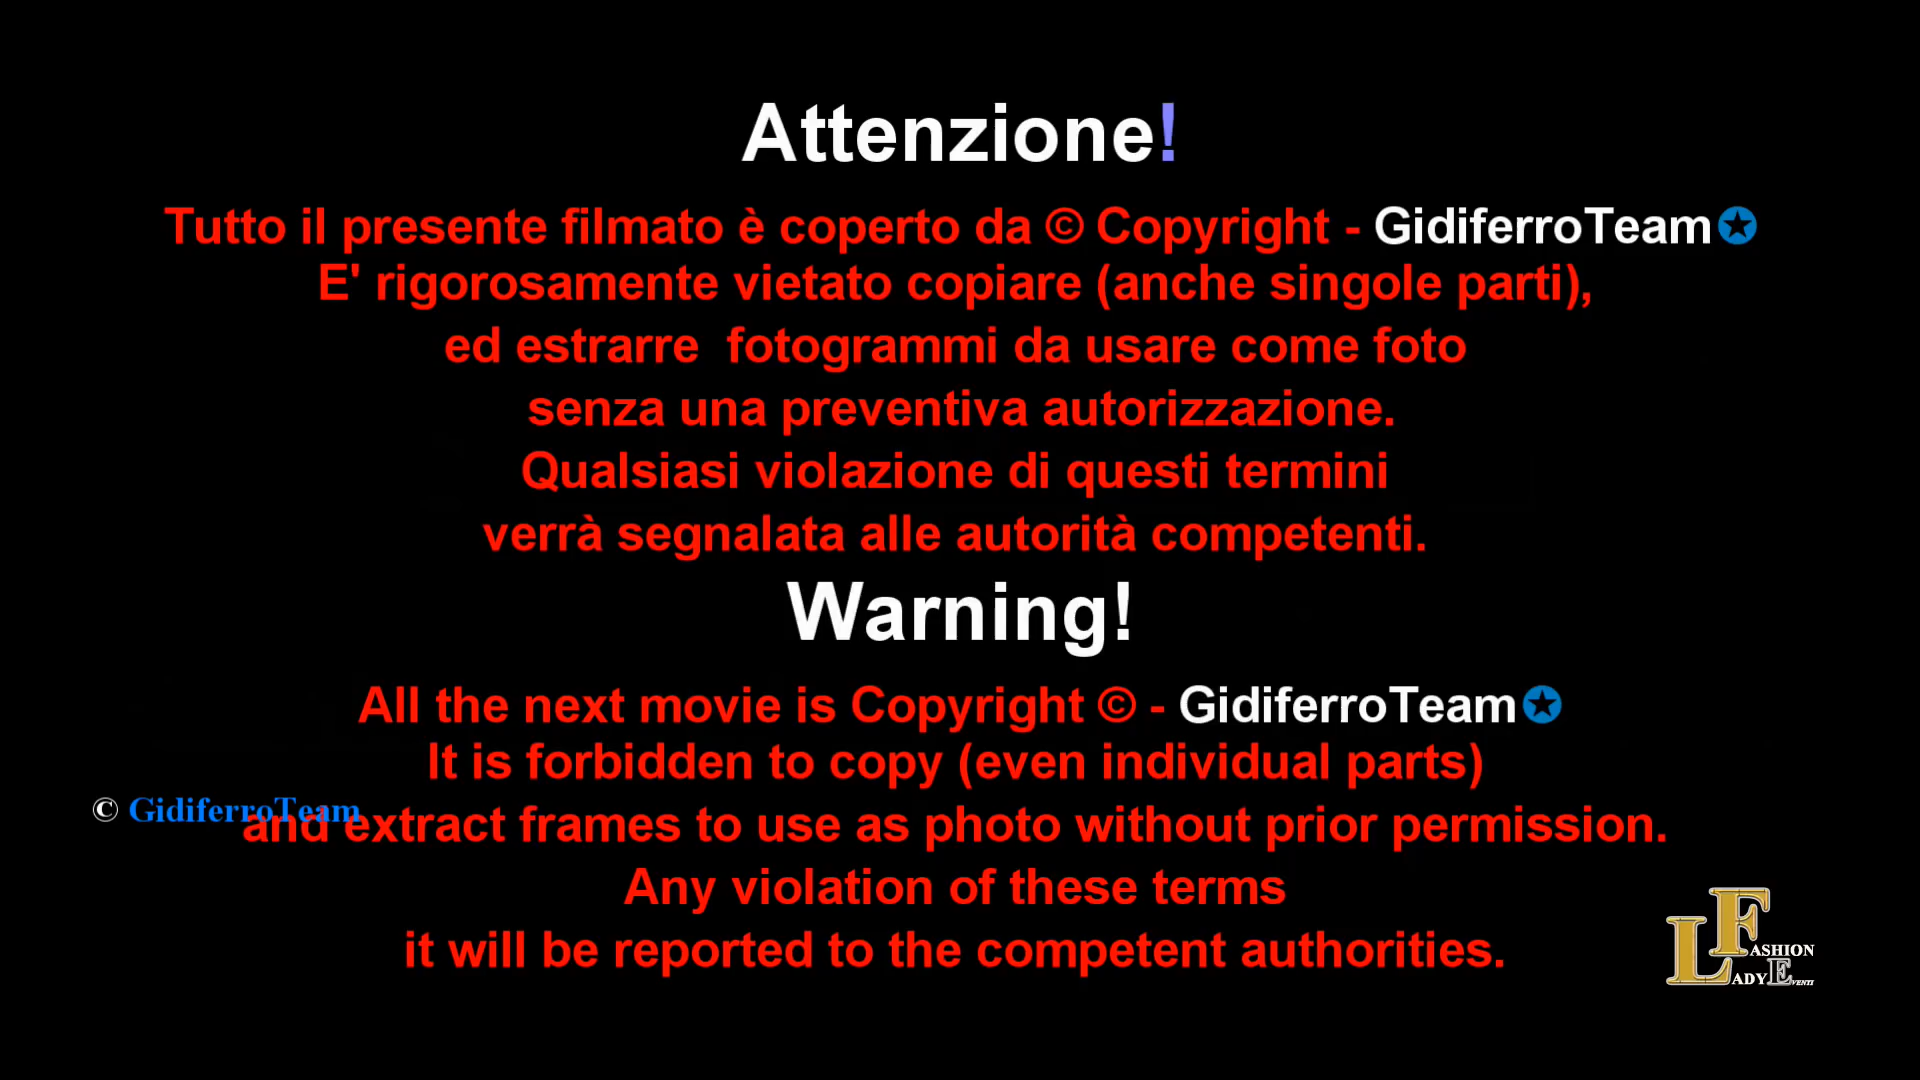 Attenzione!
Tutto il presente filmato è coperto da © Copyright - GidiferroTeam✪
E' rigorosamente vietato copiare (anche singole parti),
ed estrarre fotogrammi da usare come foto
senza una preventiva autorizzazione.
Qualsiasi violazione di questi termini
verrà segnalata alle autorità competenti.
Warning!
All the next movie is Copyright © - GidiferroTeam✪
It is forbidden to copy (even individual parts)
© GidiferroTeam
and extract frames to use as photo without prior permission.
Any violation of these terms
it will be reported to the competent authorities.
FASHION
LADY EVENTI